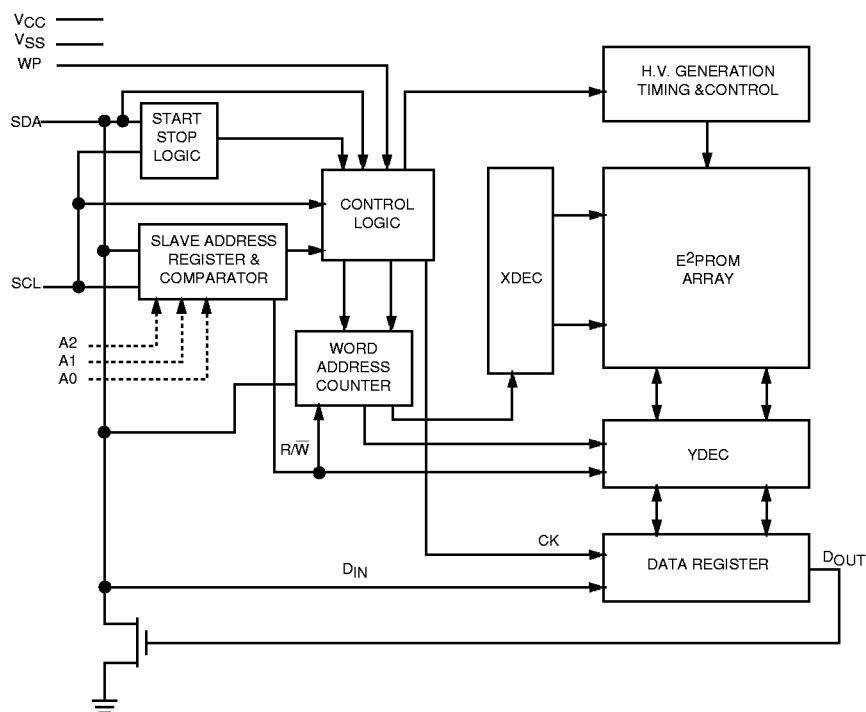 VCC
VSS
WP
SDA
START
STOP
LOGIC
H.V. GENERATION
TIMING &CONTROL
CONTROL
LOGIC
SLAVE ADDRESS
REGISTER &
COMPARATOR
SCL
XDEC
E2PROM
ARRAY
A2
A1
A0
WORD
ADDRESS
COUNTER
R/W̅
YDEC
CK
DATA REGISTER
DOUT
DIN